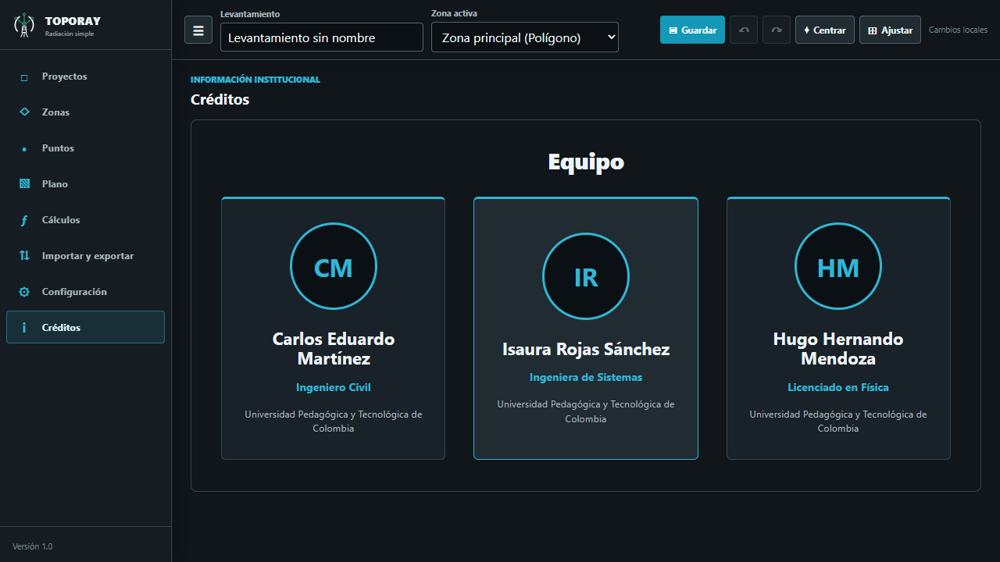 TOPORAY
Radiación simple
Proyectos
Zonas
Puntos
Plano
Cálculos
Importar y exportar
Configuración
Créditos
Versión 1.0
Levantamiento
Levantamiento sin nombre
Zona activa
Zona principal (Polígono)
Guardar
Centrar
Ajustar
Cambios locales
INFORMACIÓN INSTITUCIONAL
Créditos
Equipo
CM
Carlos Eduardo
Martínez
Ingeniero Civil
Universidad Pedagógica y Tecnológica de
Colombia
IR
Isaura Rojas Sánchez
Ingeniera de Sistemas
Universidad Pedagógica y Tecnológica de
Colombia
HM
Hugo Hernando
Mendoza
Licenciado en Física
Universidad Pedagógica y Tecnológica de
Colombia